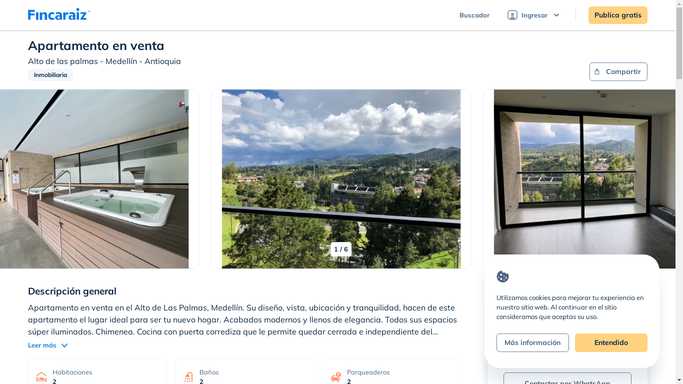 Fincaraiz
Buscador
Ingresar
Publica gratis
Apartamento en venta
Alto de las palmas - Medellín - Antioquia
Inmobiliaria
Compartir
1 / 6
Descripción general
Apartamento en venta en el Alto de Las Palmas, Medellín. Su diseño, vista, ubicación y tranquilidad, hacen de este
apartamento el lugar ideal para ser tu nuevo hogar. Acabados modernos y llenos de elegancia. Todos sus espacios
súper iluminados. Chimenea. Cocina con puerta corrediza que le permite quedar cerrada e independiente del...
Leer más
Habitaciones
2
Baños
2
Parqueaderos
2
Utilizamos cookies para mejorar tu experiencia en
nuestro sitio web. Al continuar en el sitio
consideramos que aceptas su uso.
Más información
Entendido
Contactar por WhatsApp